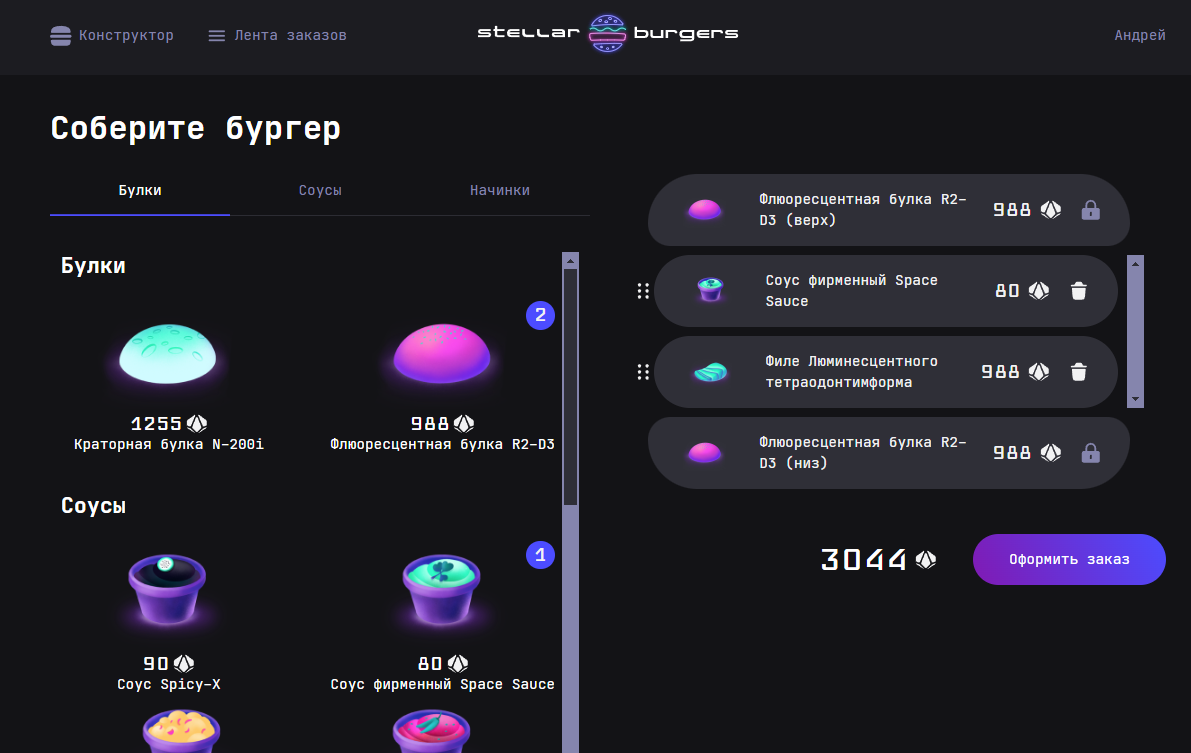 Конструктор
Лента заказов
stellar burgers
Андрей
Соберите бургер
Булки
Соусы
Начинки
Булки
2
1255
988
Краторная булка N-200i
Флюоресцентная булка R2-D3
Соусы
1
90
80
Соус Spicy-X
Соус фирменный Space Sauce
Флюоресцентная булка R2-
D3 (верх)
988
Соус фирменный Space
Sauce
80
Филе Люминесцентного
тетраодонтимформа
988
Флюоресцентная булка R2-
D3 (низ)
988
3044
Оформить заказ